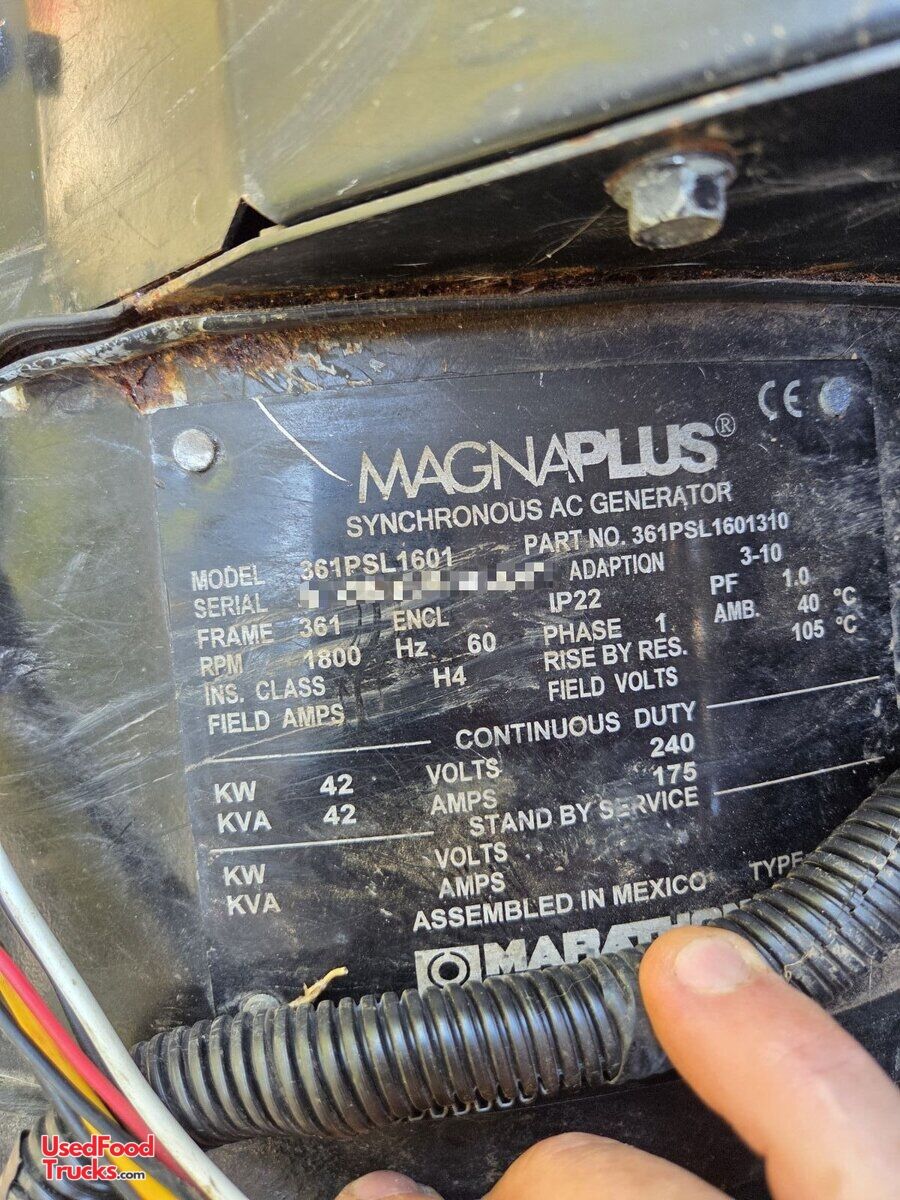 MAGNAPLUS® CE
SYNCHRONOUS AC GENERATOR
MODEL 361PSL1601 PART NO. 361PSL1601310
SERIAL ADAPTION 3-10
FRAME 361 ENCL IP22 PF 1.0
RPM 1800 Hz 60 PHASE 1 AMB. 40 °C
INS. CLASS H4 RISE BY RES. 105 °C
FIELD AMPS FIELD VOLTS
CONTINUOUS DUTY
KW 42 VOLTS 240
KVA 42 AMPS 175
STAND BY SERVICE
KW VOLTS
KVA AMPS
ASSEMBLED IN MEXICO TYPE
MARATHON
UsedFood
Trucks.com